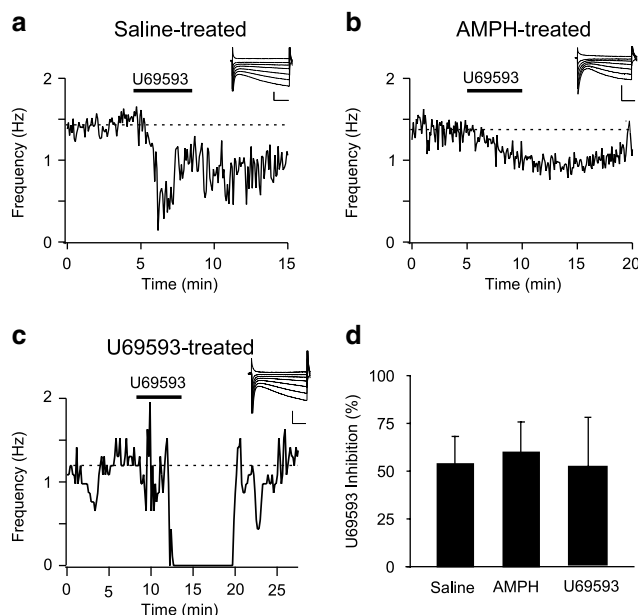 a
Saline-treated
U69593
2
1
0
Frequency (Hz)
0 5 10 15
Time (min)
b
AMPH-treated
U69593
2
1
0
Frequency (Hz)
0 5 10 15 20
Time (min)
c
U69593-treated
U69593
2
1
0
Frequency (Hz)
0 5 10 15 20 25
Time (min)
d
100
75
50
25
0
U69593 Inhibition (%)
Saline AMPH U69593